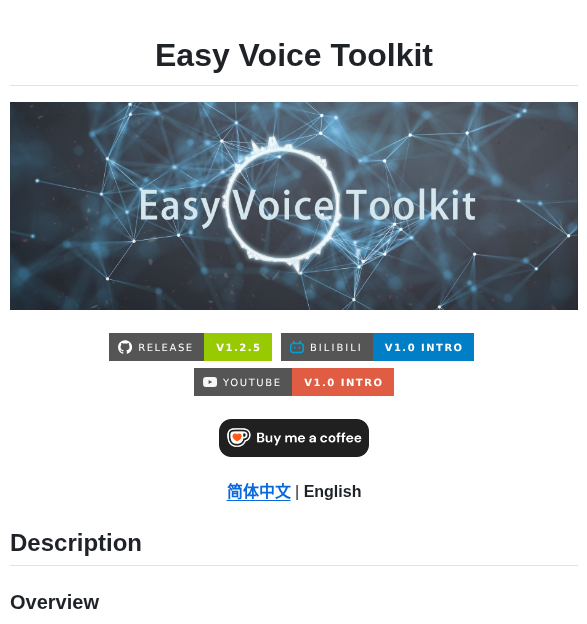 Easy Voice Toolkit
Easy Voice Toolkit
RELEASE V1.2.5 BILIBILI V1.0 INTRO
YOUTUBE V1.0 INTRO
Buy me a coffee
简体中文 | English
Description
Overview